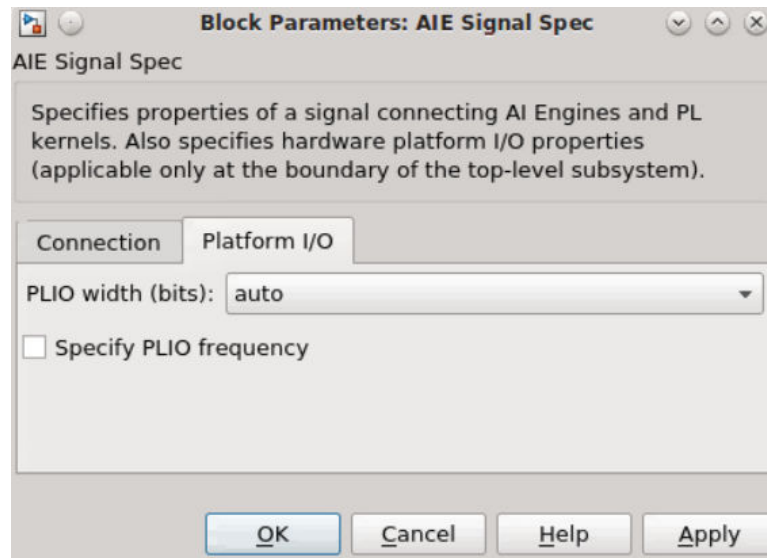 Block Parameters: AIE Signal Spec
AIE Signal Spec
Specifies properties of a signal connecting AI Engines and PL
kernels. Also specifies hardware platform I/O properties
(applicable only at the boundary of the top-level subsystem).
Connection Platform I/O
PLIO width (bits): auto
Specify PLIO frequency
OK Cancel Help Apply